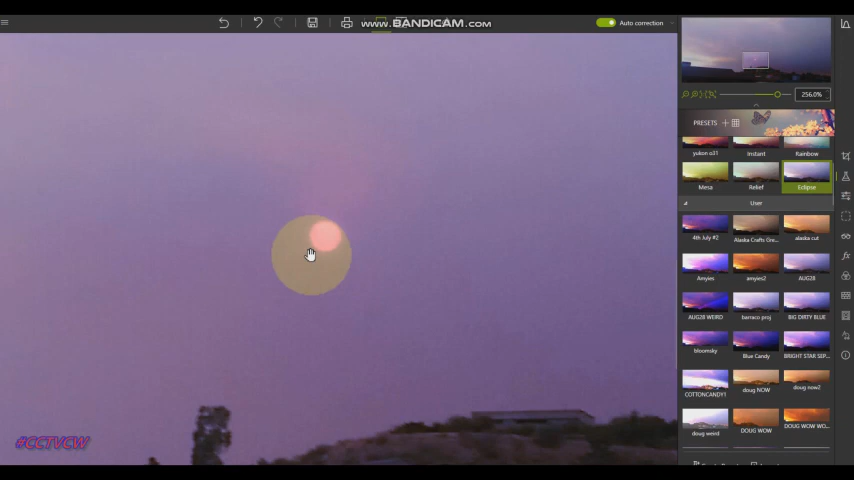 WWW.BANDICAM.COM
Auto correction
256.0%
PRESETS
yukon o31
Instant
Rainbow
Mesa
Relief
Eclipse
User
4th July #2
Alaska Crafto Gre...
alaska cut
Amyies
amyies2
AUG28
AUG28 WEIRD
barraco proj
BIG DIRTY BLUE
bloomsky
Blue Candy
BRIGHT STAR SEP...
COTTONCANDY1
doug NOW
doug now2
doug weird
DOUG WOW
DOUG WOW WO...
#CCTVCW